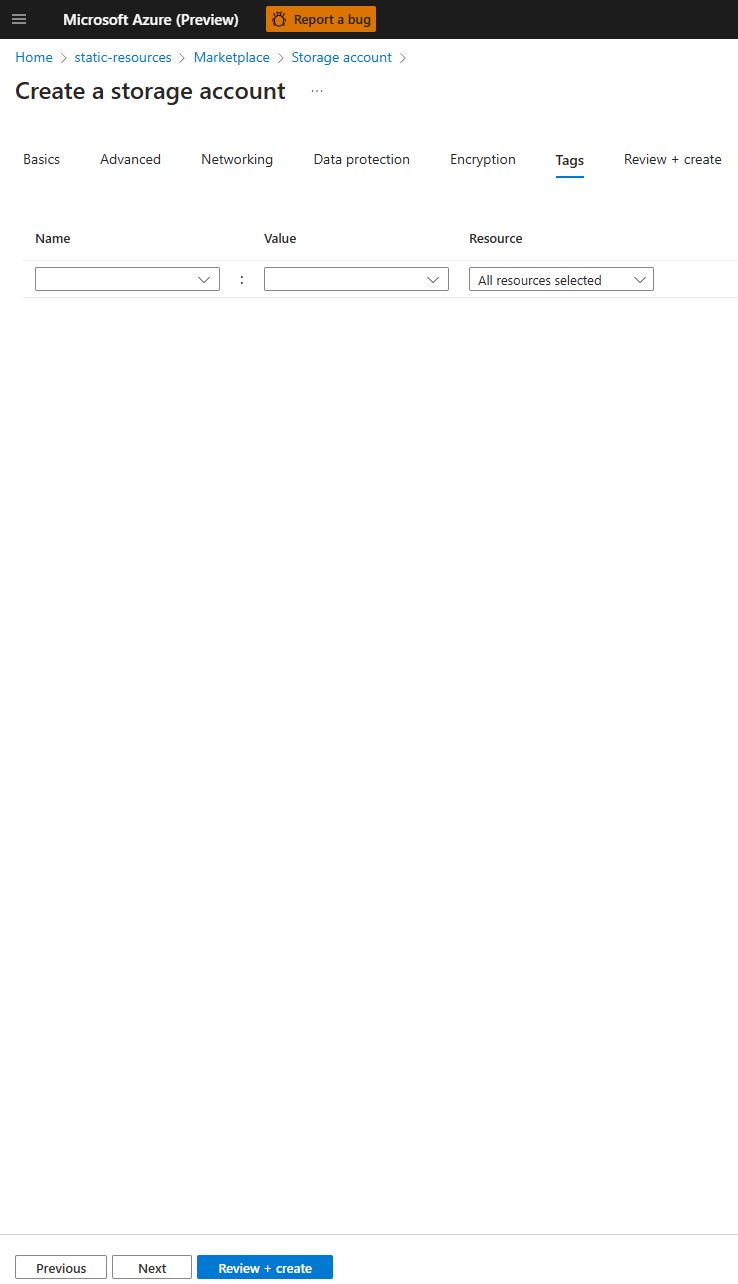 Microsoft Azure (Preview) Report a bug
Home > static-resources > Marketplace > Storage account >
Create a storage account ...
Basics Advanced Networking Data protection Encryption Tags Review + create
Name Value Resource
: All resources selected
Previous Next Review + create